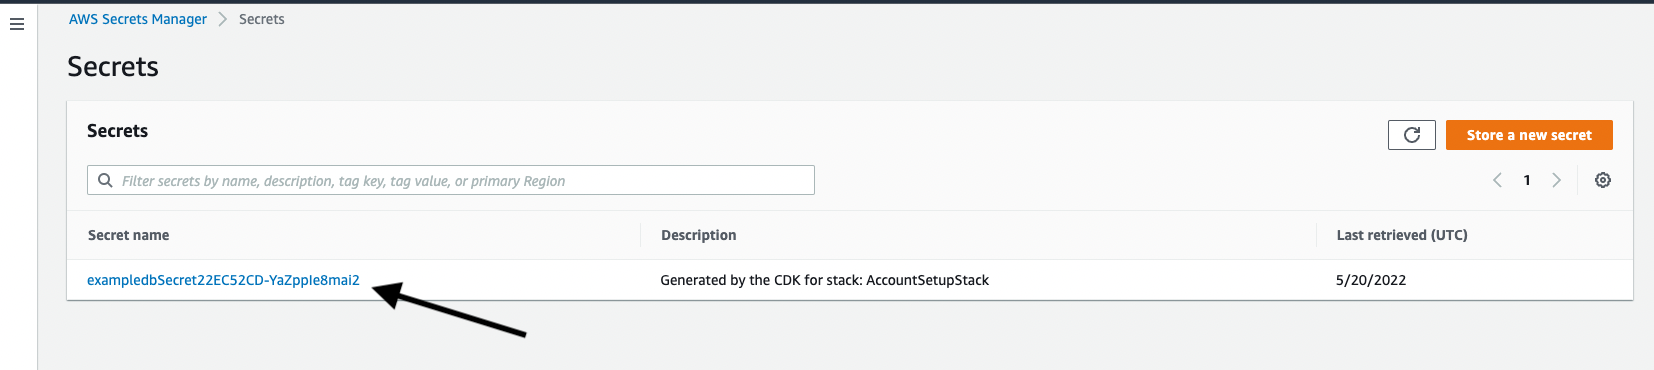 AWS Secrets Manager > Secrets
Secrets
Secrets
Store a new secret
Filter secrets by name, description, tag key, tag value, or primary Region
1
Secret name Description Last retrieved (UTC)
exampledbSecret22EC52CD-YaZppIe8mai2 Generated by the CDK for stack: AccountSetupStack 5/20/2022